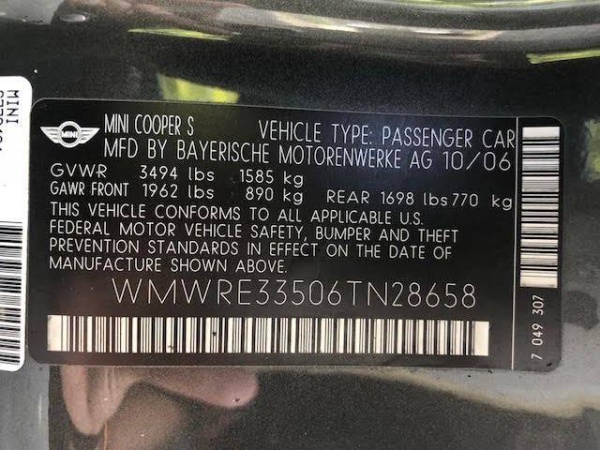 MINI
MINI COOPER S VEHICLE TYPE: PASSENGER CAR
MFD BY BAYERISCHE MOTORENWERKE AG 10/06
GVWR 3494 lbs 1585 kg
GAWR FRONT 1962 lbs 890 kg REAR 1698 lbs 770 kg
THIS VEHICLE CONFORMS TO ALL APPLICABLE U.S.
FEDERAL MOTOR VEHICLE SAFETY, BUMPER AND THEFT
PREVENTION STANDARDS IN EFFECT ON THE DATE OF
MANUFACTURE SHOWN ABOVE.
WMWRE33506TN28658
7 049 307
MINI